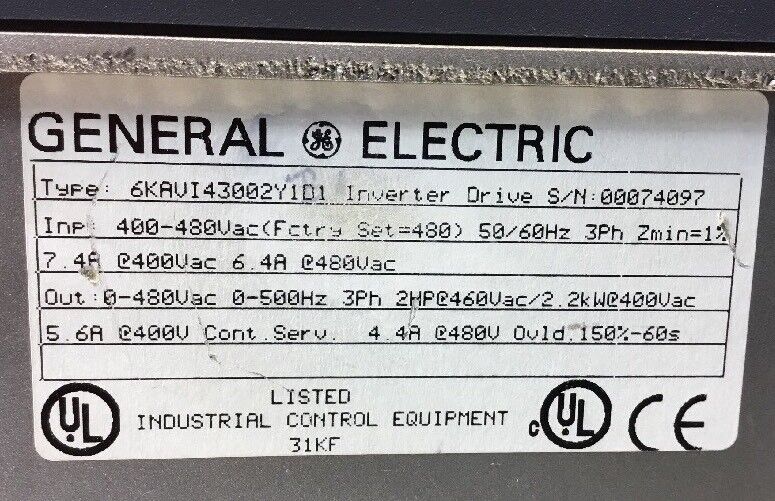 GENERAL GE ELECTRIC
Type: 6KAVI43002Y1D1 Inverter Drive S/N:00074097
Inp: 400-480Vac(Fctry Set=480) 50/60Hz 3Ph Zmin=1%
7.4A @400Vac 6.4A @480Vac
Out:0-480Vac 0-500Hz 3Ph 2HP@460Vac/2.2kW@400Vac
5.6A @400V Cont.Serv. 4.4A @480V Ovld.150%-60s
LISTED
UL INDUSTRIAL CONTROL EQUIPMENT c UL CE
31KF